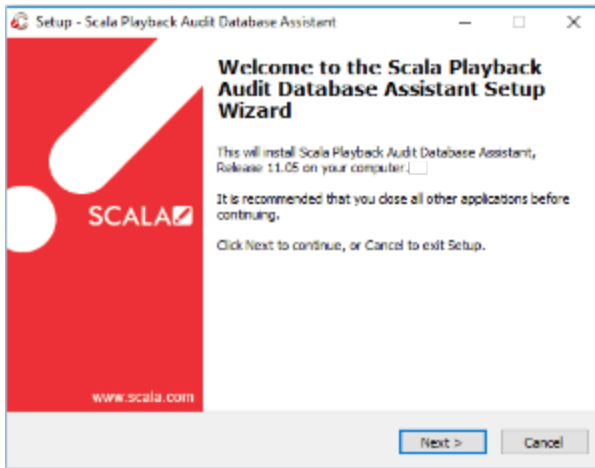 Setup - Scala Playback Audit Database Assistant
Welcome to the Scala Playback
Audit Database Assistant Setup
Wizard
This will install Scala Playback Audit Database Assistant,
Release 11.05 on your computer.
It is recommended that you close all other applications before
continuing.
Click Next to continue, or Cancel to exit Setup.
SCALA
www.scala.com
Next >
Cancel